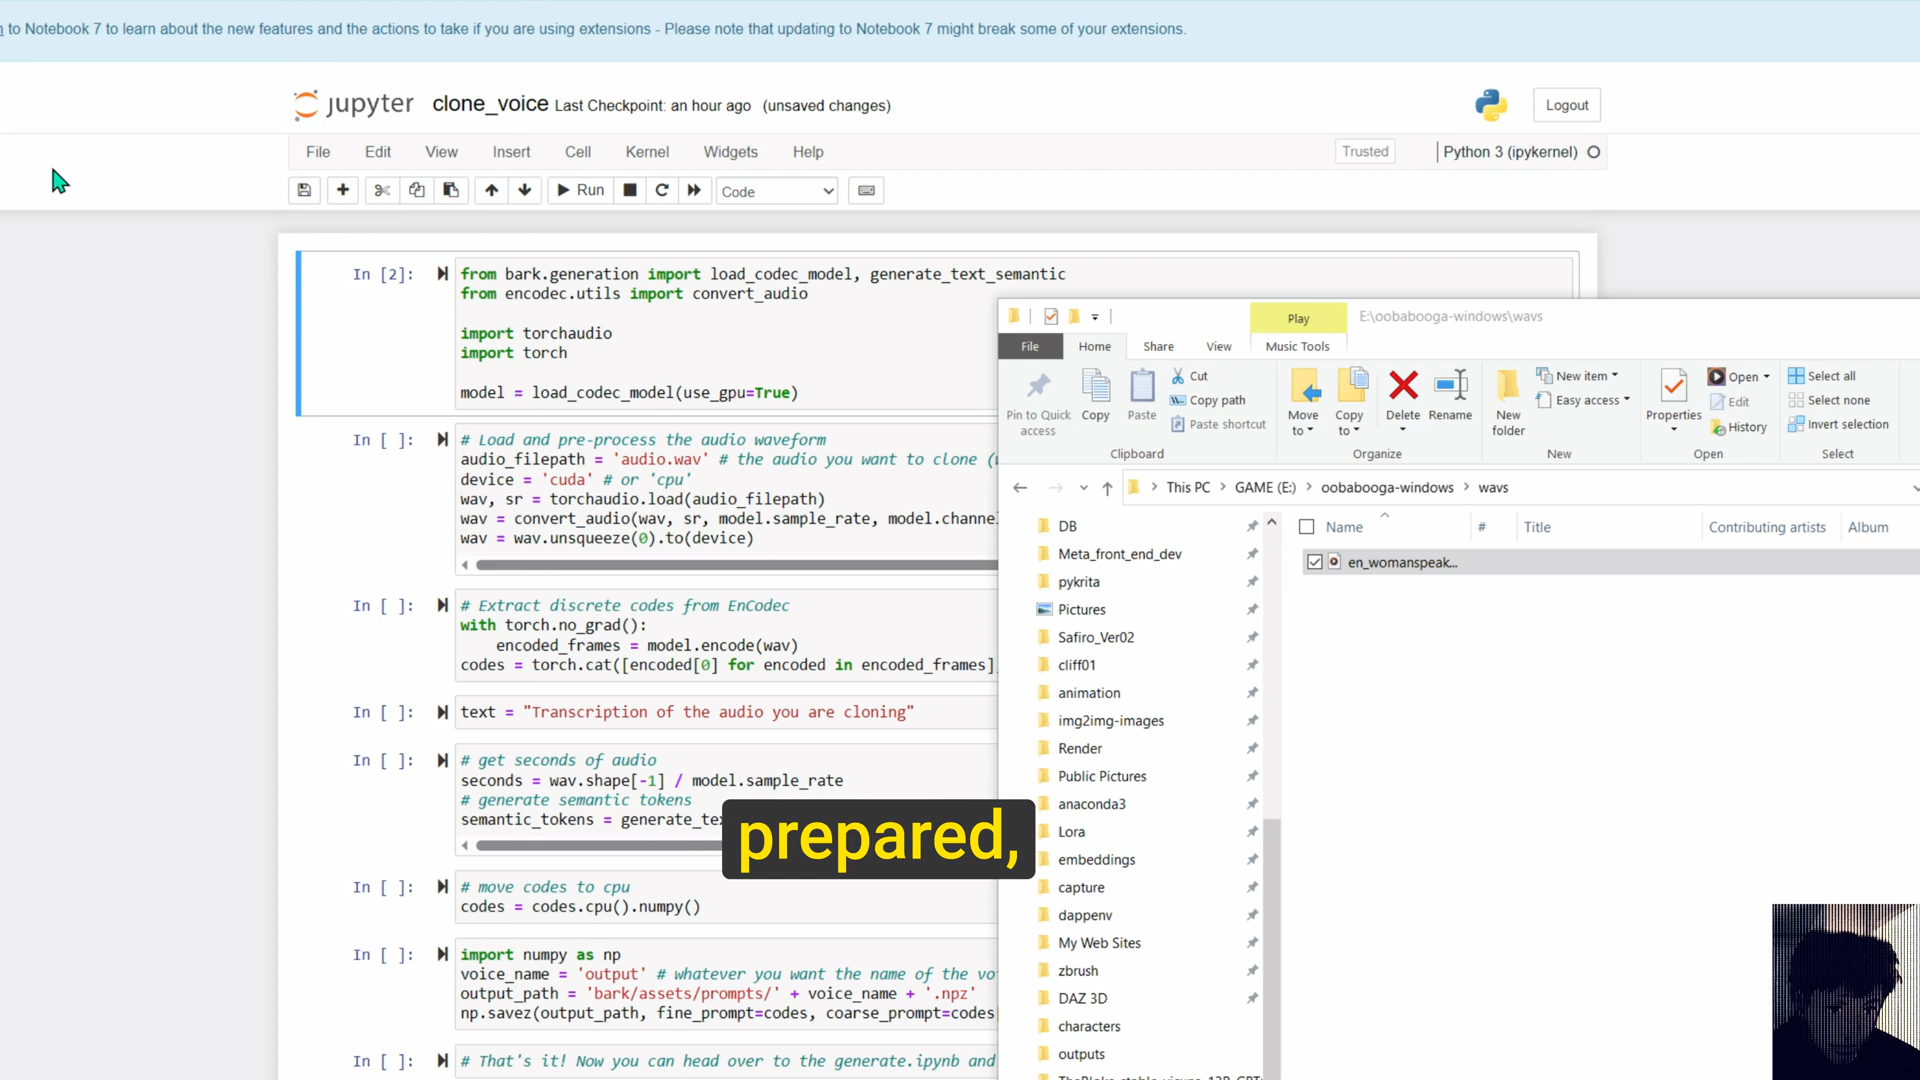 to Notebook 7 to learn about the new features and the actions to take if you are using extensions - Please note that updating to Notebook 7 might break some of your extensions.
jupyter clone_voice Last Checkpoint: an hour ago (unsaved changes)
Logout
File Edit View Insert Cell Kernel Widgets Help
Trusted
Python 3 (ipykernel)
Run
Code
In [2]:
from bark.generation import load_codec_model, generate_text_semantic
from encodec.utils import convert_audio
import torchaudio
import torch
model = load_codec_model(use_gpu=True)
In [ ]:
# Load and pre-process the audio waveform
audio_filepath = 'audio.wav' # the audio you want to clone (
device = 'cuda' # or 'cpu'
wav, sr = torchaudio.load(audio_filepath)
wav = convert_audio(wav, sr, model.sample_rate, model.channel
wav = wav.unsqueeze(0).to(device)
In [ ]:
# Extract discrete codes from EnCodec
with torch.no_grad():
encoded_frames = model.encode(wav)
codes = torch.cat([encoded[0] for encoded in encoded_frames]
In [ ]:
text = "Transcription of the audio you are cloning"
In [ ]:
# get seconds of audio
seconds = wav.shape[-1] / model.sample_rate
# generate semantic tokens
semantic_tokens = generate_te
In [ ]:
# move codes to cpu
codes = codes.cpu().numpy()
In [ ]:
import numpy as np
voice_name = 'output' # whatever you want the name of the vo
output_path = 'bark/assets/prompts/' + voice_name + '.npz'
np.savez(output_path, fine_prompt=codes, coarse_prompt=codes
In [ ]:
# That's it! Now you can head over to the generate.ipynb and
prepared,
Play
E:\oobabooga-windows\wavs
File Home Share View Music Tools
Pin to Quick access
Copy
Paste
Cut
Copy path
Paste shortcut
Clipboard
Move to
Copy to
Delete
Rename
Organize
New folder
New item
Easy access
New
Properties
Open
Edit
History
Open
Select all
Select none
Invert selection
Select
This PC > GAME (E:) > oobabooga-windows > wavs
Name # Title Contributing artists Album
en_womanspeak...
DB
Meta_front_end_dev
pykrita
Pictures
Safiro_Ver02
cliff01
animation
img2img-images
Render
Public Pictures
anaconda3
Lora
embeddings
capture
dappenv
My Web Sites
zbrush
DAZ 3D
characters
outputs